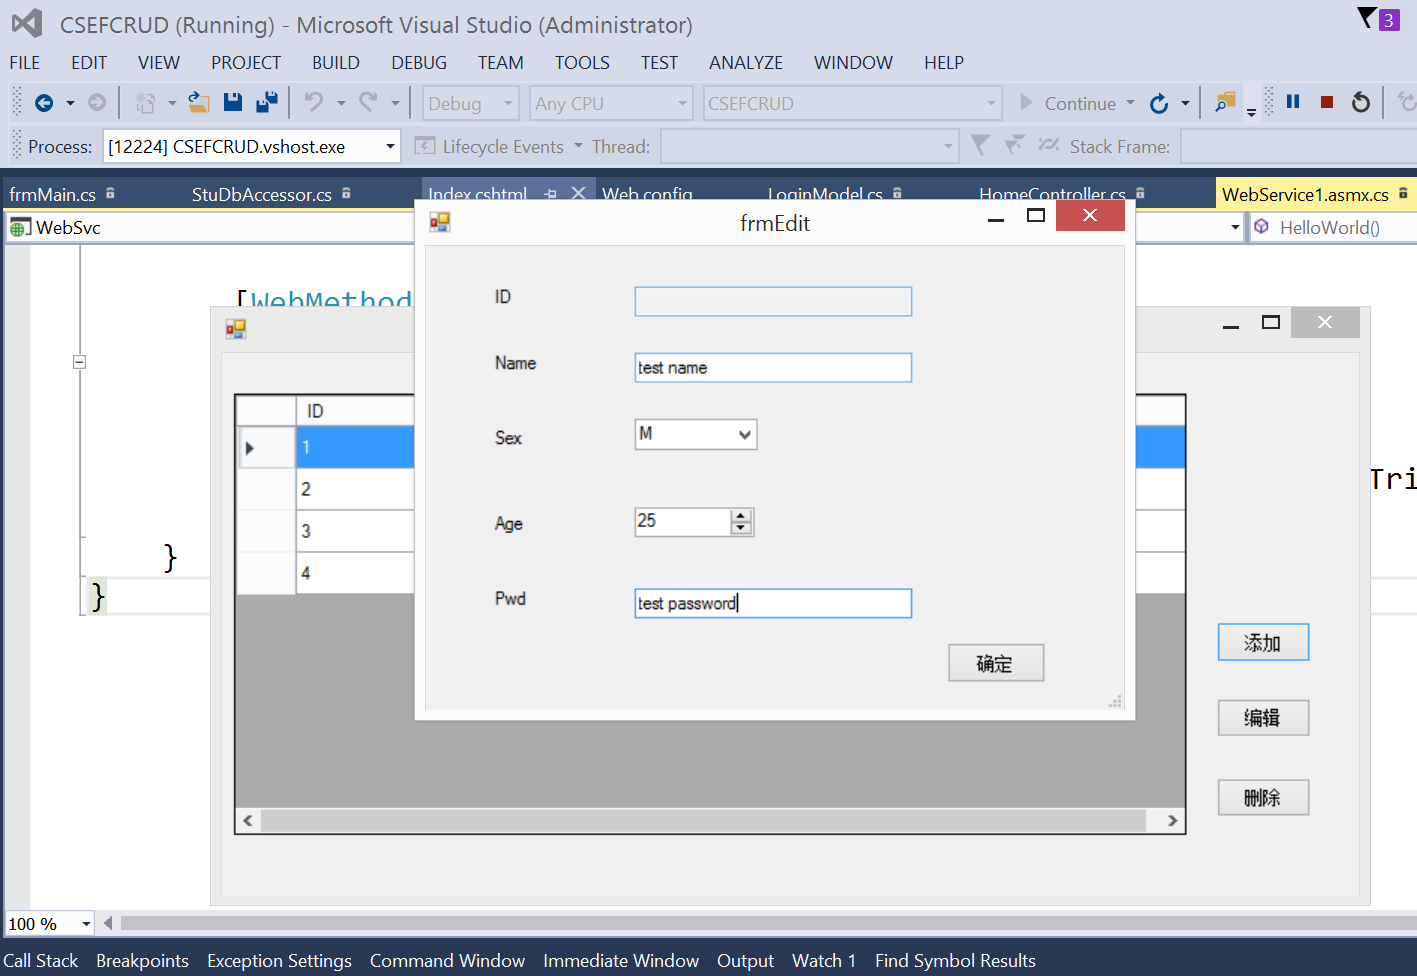 CSEFCRUD (Running) - Microsoft Visual Studio (Administrator)
3
FILE EDIT VIEW PROJECT BUILD DEBUG TEAM TOOLS TEST ANALYZE WINDOW HELP
Debug Any CPU CSEFCRUD Continue
Process: [12224] CSEFCRUD.vshost.exe Lifecycle Events Thread: Stack Frame:
frmMain.cs StuDbAccessor.cs Index.cshtml Web.config LoginModel.cs HomeController.cs WebService1.asmx.cs
WebSvc HelloWorld()
frmEdit
[WebMethod
ID
Name test name
Sex M
Age 25
Pwd test password
确定
ID
1
2
3
4
Tri
}
}
添加
编辑
删除
100 %
Call Stack Breakpoints Exception Settings Command Window Immediate Window Output Watch 1 Find Symbol Results